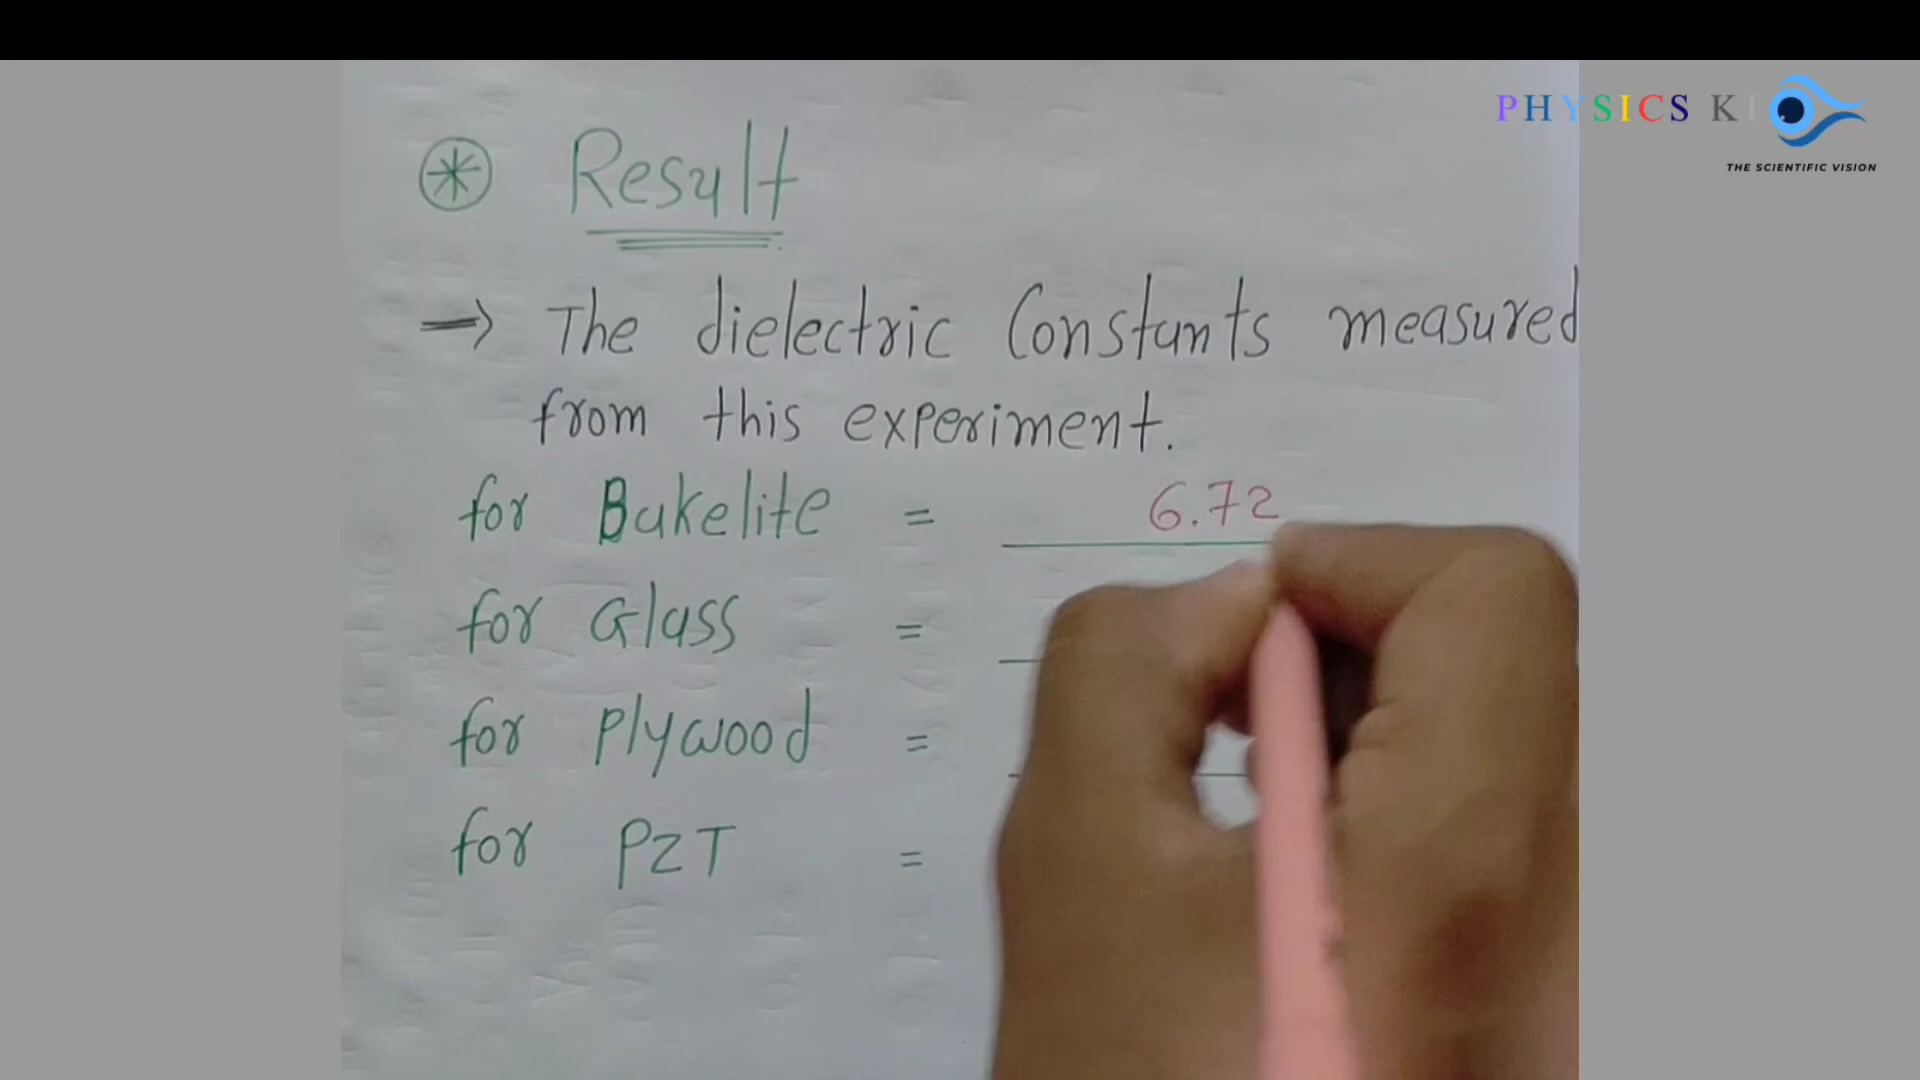 PHYSICS K
THE SCIENTIFIC VISION
Result
The dielectric Constants measured
from this experiment.
for Bakelite = 6.72
for Glass =
for Plywood =
for PZT =